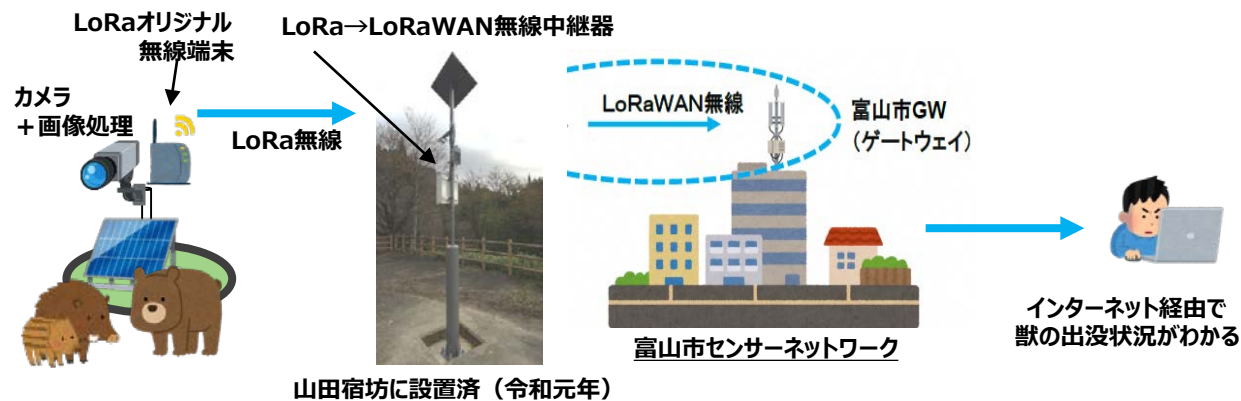 LoRaオリジナル
無線端末
LoRa→LoRaWAN無線中継器
カメラ
＋画像処理
LoRa無線
LoRaWAN無線
富山市GW
（ゲートウェイ）
富山市センサーネットワーク
インターネット経由で
獣の出没状況がわかる
山田宿坊に設置済（令和元年）